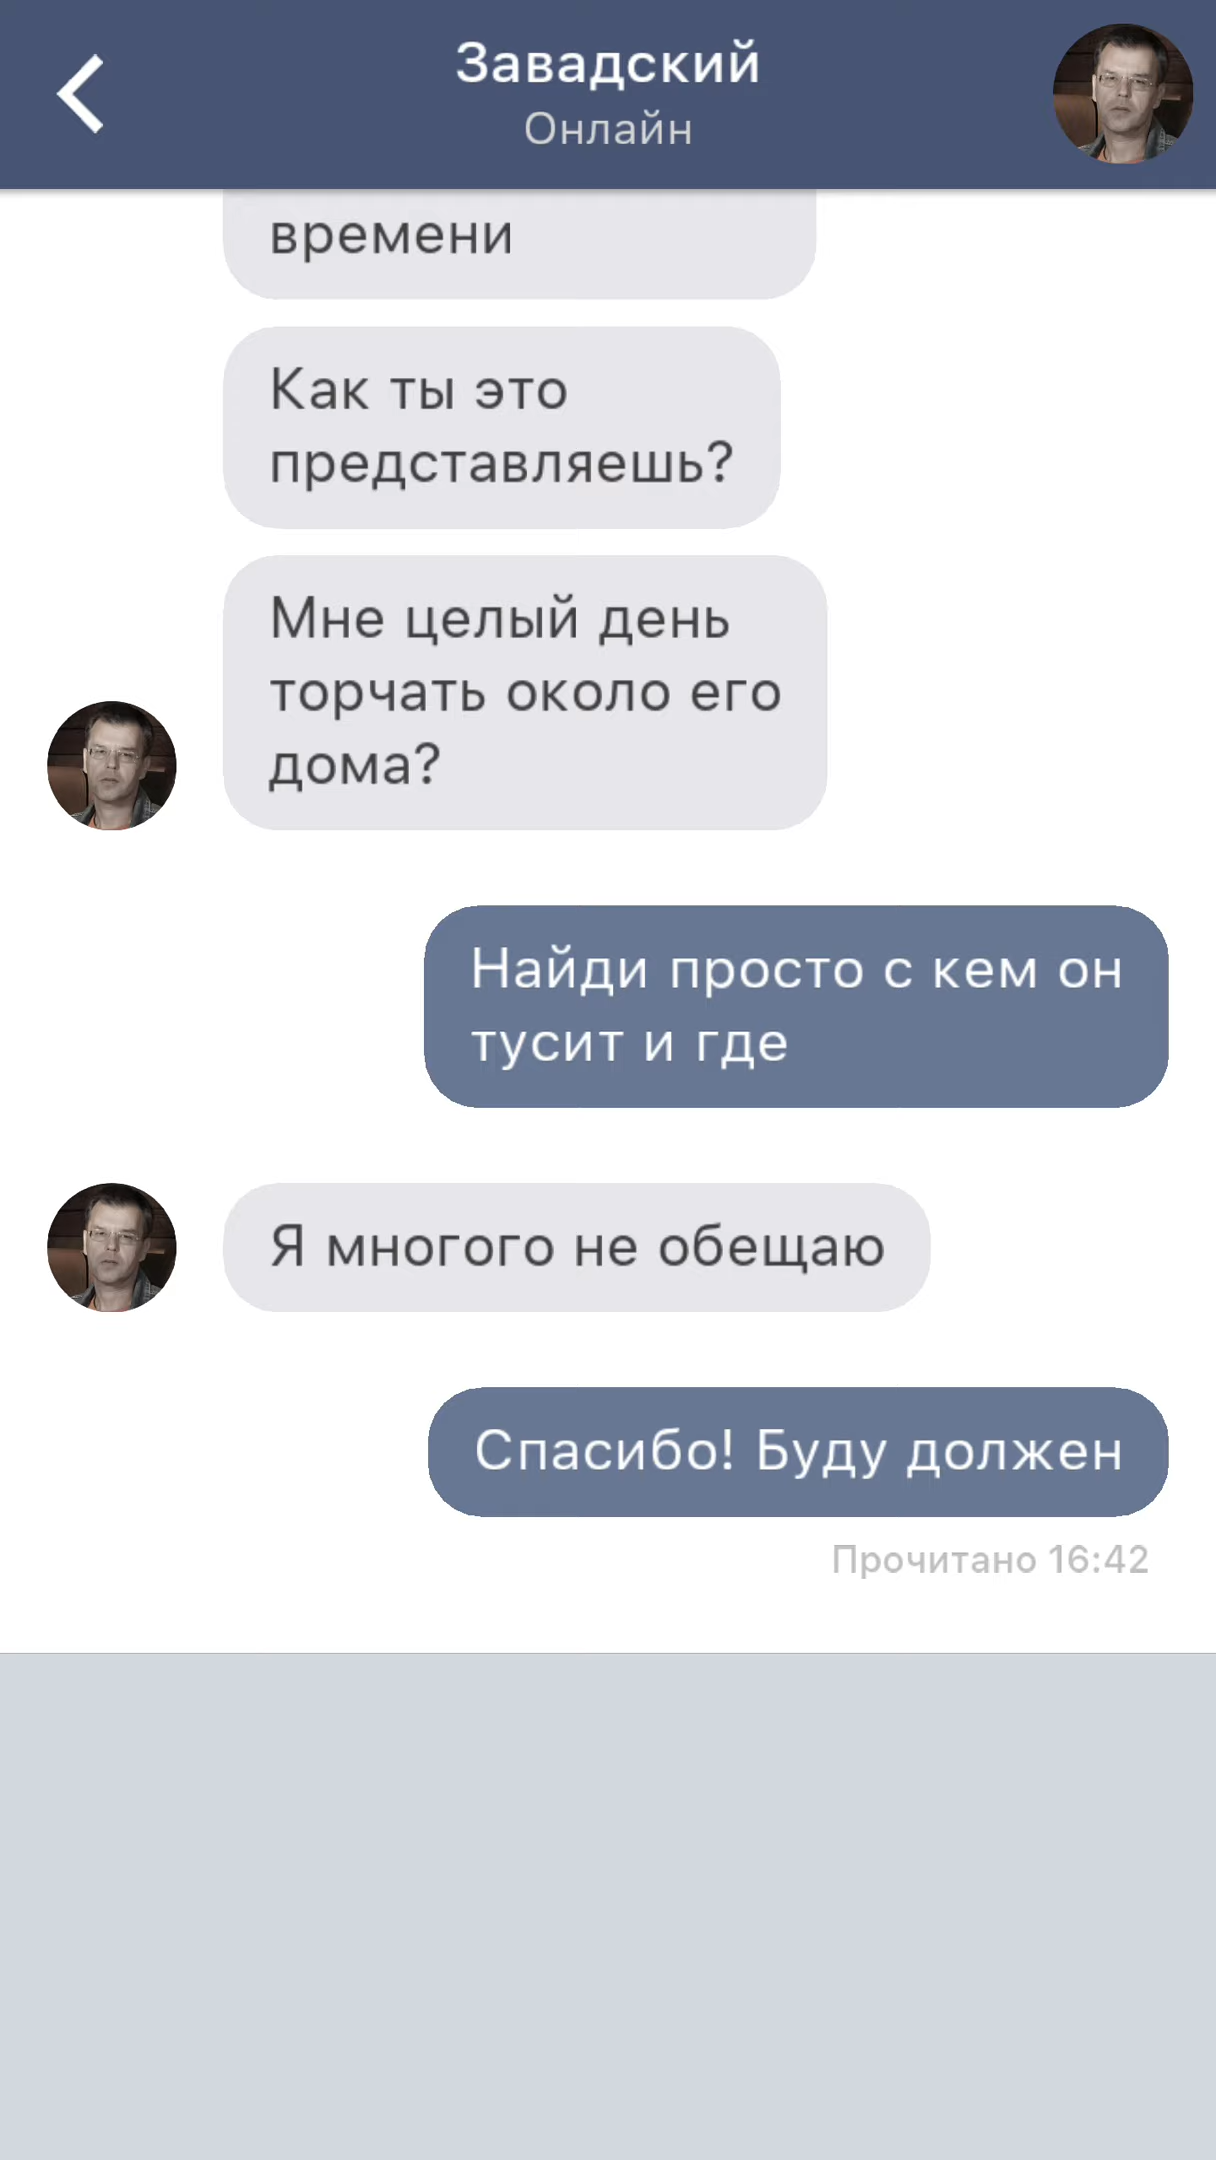 Завадский
Онлайн
времени
Как ты это
представляешь?
Мне целый день
торчать около его
дома?
Найди просто с кем он
тусит и где
Я многого не обещаю
Спасибо! Буду должен
Прочитано 16:42